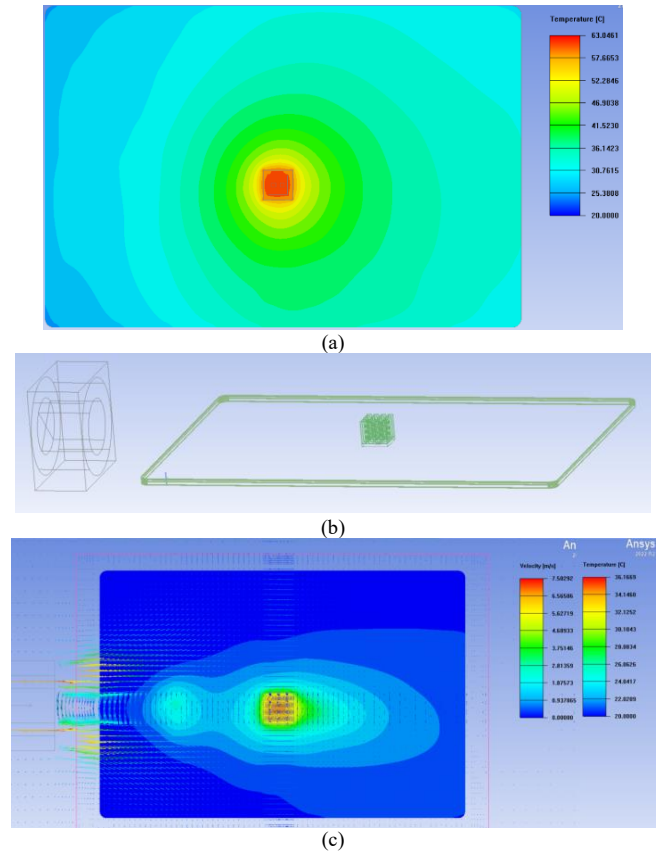 Temperature [C]
63.0461
57.6653
52.2846
46.9038
41.5230
36.1423
30.7615
25.3808
20.0000
(a)
(b)
An
Ansys
Velocity [m/s]
Temperature [C]
7.50292 36.1669
6.56506 34.1460
5.62719 32.1252
4.68933 30.1043
3.75146 28.0834
2.81359 26.0626
1.87573 24.0417
0.937865 22.0209
0.00000 20.0000
(c)